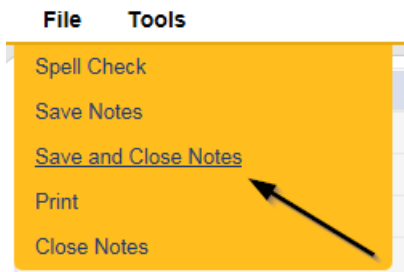 File Tools
Spell Check
Save Notes
Save and Close Notes
Print
Close Notes